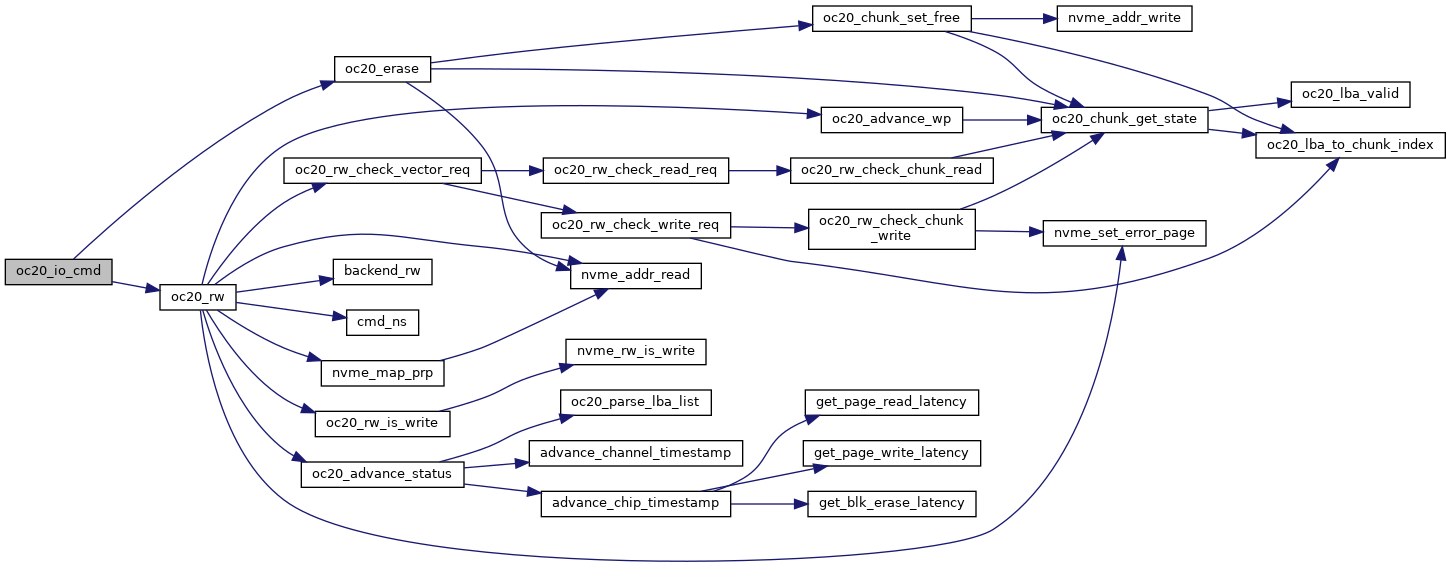 oc20_chunk_set_free
nvme_addr_write
oc20_erase
oc20_lba_valid
oc20_advance_wp
oc20_chunk_get_state
oc20_lba_to_chunk_index
oc20_rw_check_vector_req
oc20_rw_check_read_req
oc20_rw_check_chunk_read
oc20_rw_check_write_req
oc20_rw_check_chunk
_write
nvme_set_error_page
oc20_io_cmd
backend_rw
nvme_addr_read
oc20_rw
cmd_ns
nvme_rw_is_write
nvme_map_prp
oc20_parse_lba_list
get_page_read_latency
oc20_rw_is_write
advance_channel_timestamp
get_page_write_latency
oc20_advance_status
advance_chip_timestamp
get_blk_erase_latency